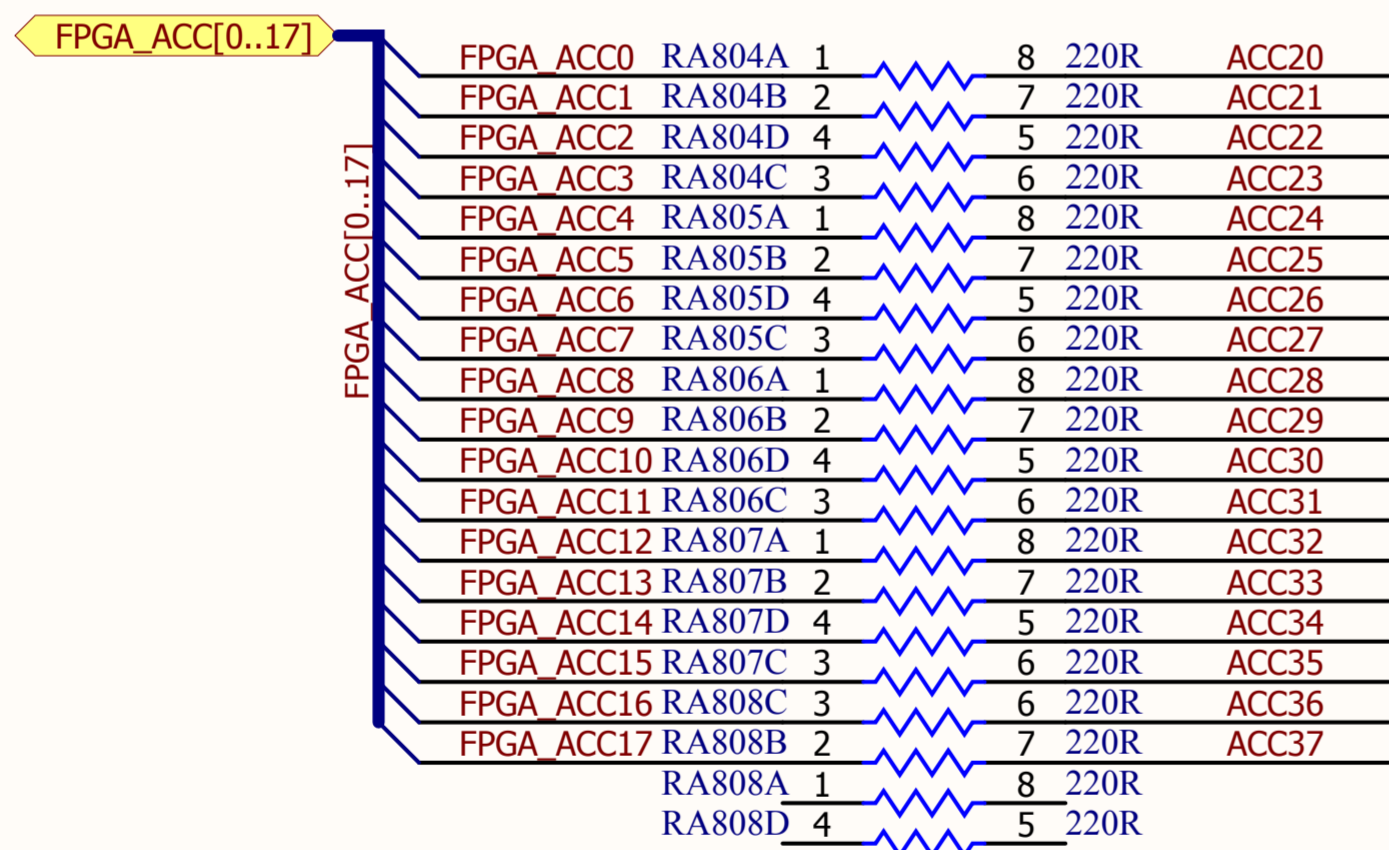 FPGA_ACC[0..17]
FPGA_ACC[0..17]
FPGA_ACC0 RA804A 1 8 220R ACC20
FPGA_ACC1 RA804B 2 7 220R ACC21
FPGA_ACC2 RA804D 4 5 220R ACC22
FPGA_ACC3 RA804C 3 6 220R ACC23
FPGA_ACC4 RA805A 1 8 220R ACC24
FPGA_ACC5 RA805B 2 7 220R ACC25
FPGA_ACC6 RA805D 4 5 220R ACC26
FPGA_ACC7 RA805C 3 6 220R ACC27
FPGA_ACC8 RA806A 1 8 220R ACC28
FPGA_ACC9 RA806B 2 7 220R ACC29
FPGA_ACC10 RA806D 4 5 220R ACC30
FPGA_ACC11 RA806C 3 6 220R ACC31
FPGA_ACC12 RA807A 1 8 220R ACC32
FPGA_ACC13 RA807B 2 7 220R ACC33
FPGA_ACC14 RA807D 4 5 220R ACC34
FPGA_ACC15 RA807C 3 6 220R ACC35
FPGA_ACC16 RA808C 3 6 220R ACC36
FPGA_ACC17 RA808B 2 7 220R ACC37
RA808A 1 8 220R
RA808D 4 5 220R